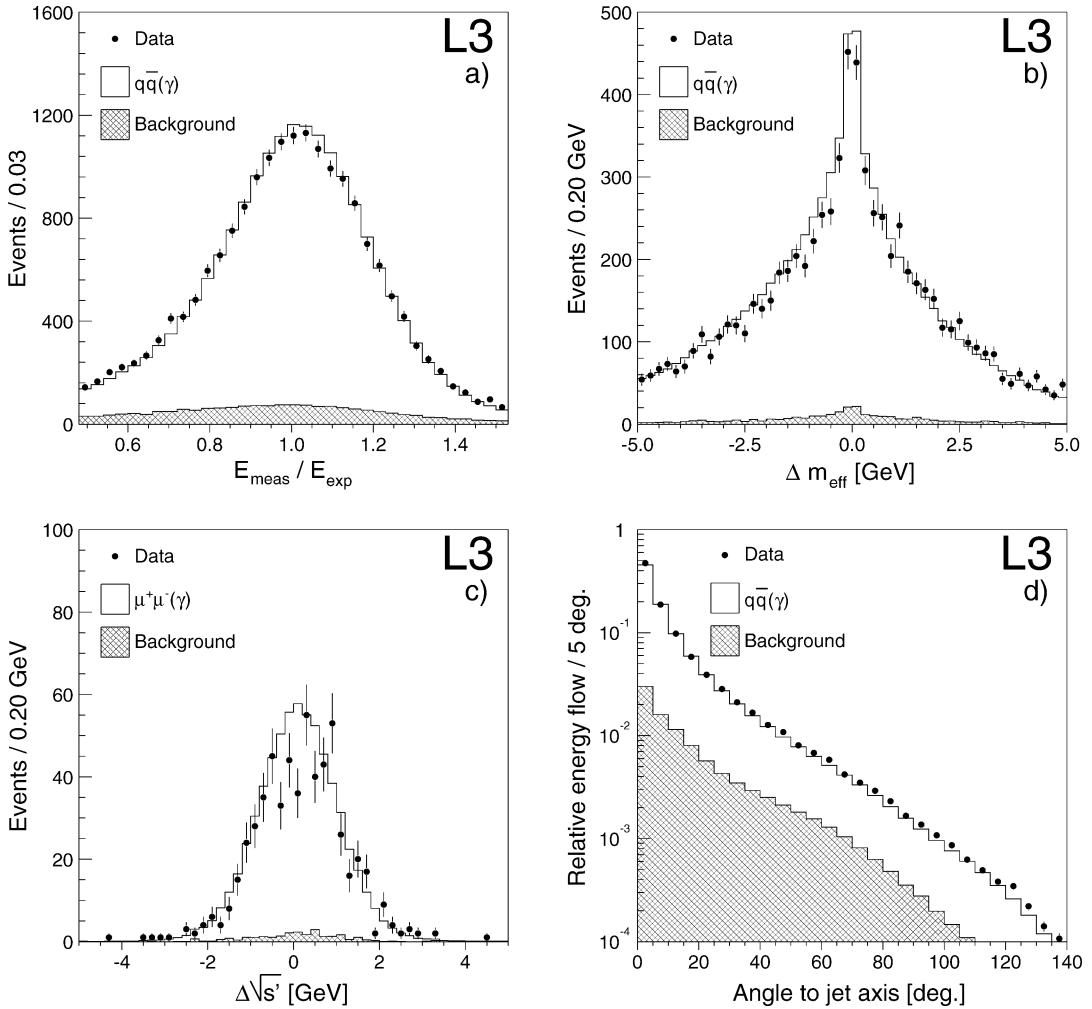 1600
1200
800
400
0
Events / 0.03
L3
a)
Data
qq̅(γ)
Background
0.6 0.8 1.0 1.2 1.4
E_meas / E_exp
500
400
300
200
100
0
Events / 0.20 GeV
L3
b)
Data
qq̅(γ)
Background
-5.0 -2.5 0.0 2.5 5.0
Δ m_eff [GeV]
100
80
60
40
20
0
Events / 0.20 GeV
L3
c)
Data
μ⁺μ⁻(γ)
Background
-4 -2 0 2 4
Δ√s' [GeV]
1
10⁻¹
10⁻²
10⁻³
10⁻⁴
Relative energy flow / 5 deg.
L3
d)
Data
qq̅(γ)
Background
0 20 40 60 80 100 120 140
Angle to jet axis [deg.]